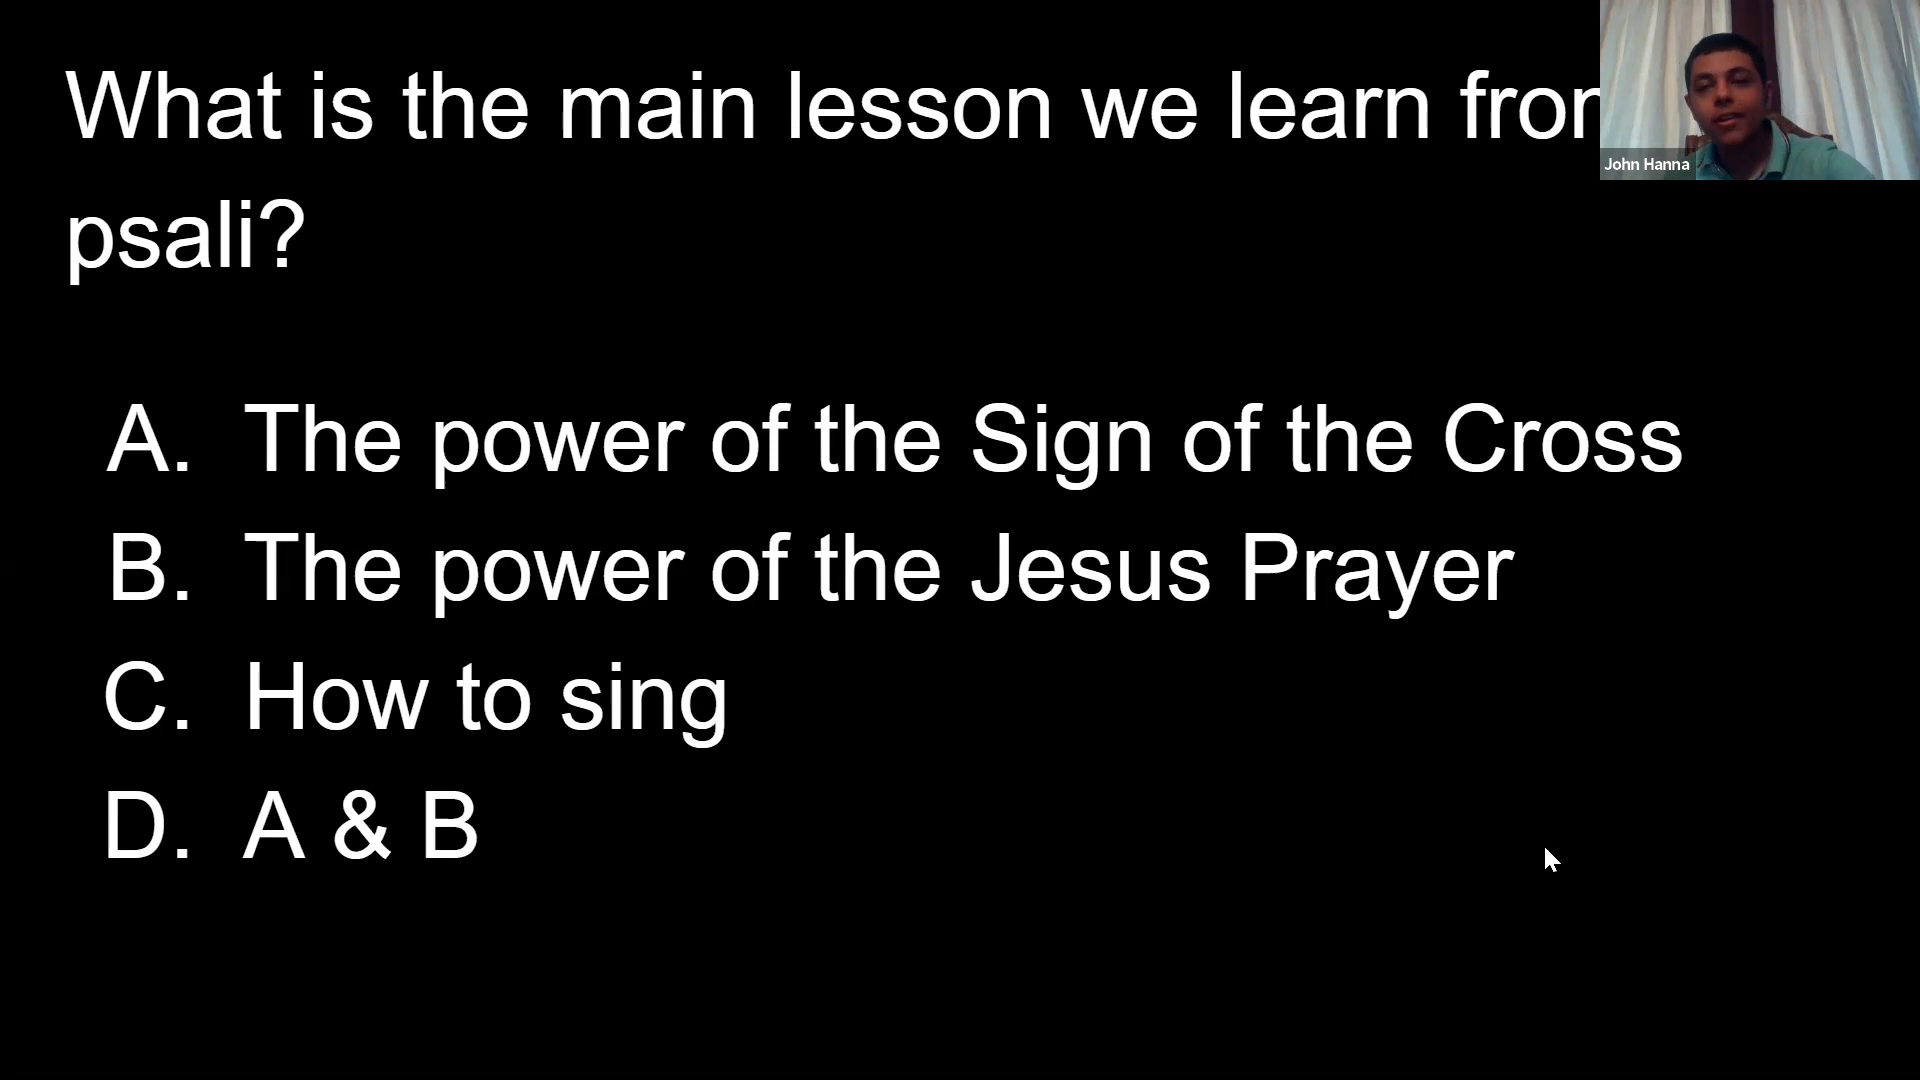 What is the main lesson we learn
psali?
John Hanna
A. The power of the Sign of the Cross
B. The power of the Jesus Prayer
C. How to sing
D. A & B